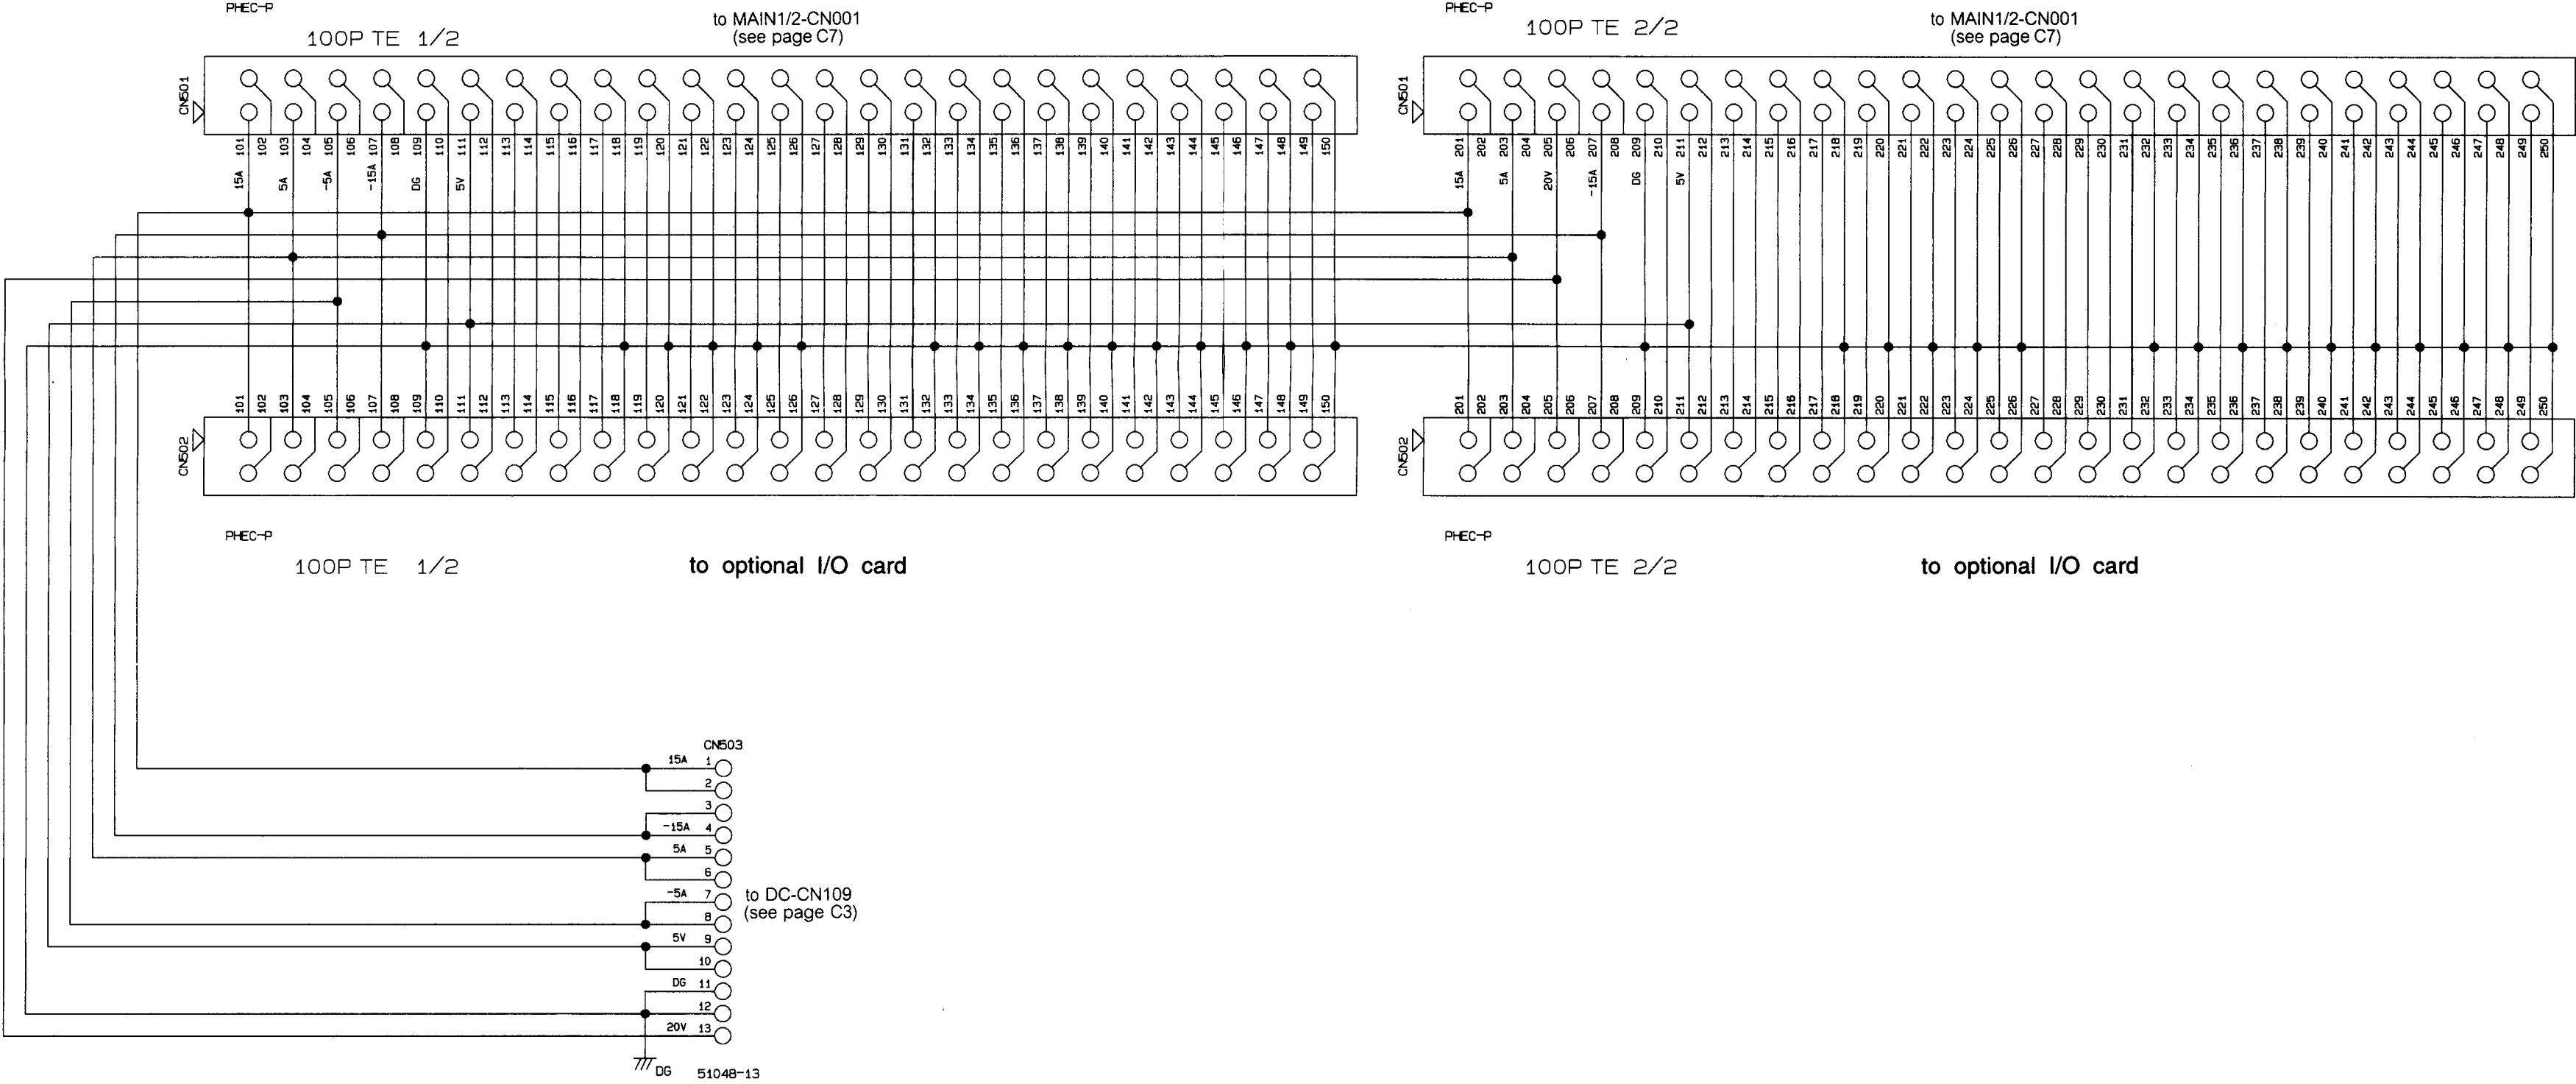 PHEC-P
100P TE 1/2
to MAIN1/2-CN001
(see page C7)
PHEC-P
100P TE 2/2
to MAIN1/2-CN001
(see page C7)
CN501
CN501
101 102 103 104 105 106 107 108 109 110 111 112 113 114 115 116 117 118 119 120 121 122 123 124 125 126 127 128 129 130 131 132 133 134 135 136 137 138 139 140 141 142 143 144 145 146 147 148 149 150
201 202 203 204 205 206 207 208 209 210 211 212 213 214 215 216 217 218 219 220 221 222 223 224 225 226 227 228 229 230 231 232 233 234 235 236 237 238 239 240 241 242 243 244 245 246 247 248 249 250
15A 5A -5A -15A DG 5V
15A 5A 20V -15A DG 5V
101 102 103 104 105 106 107 108 109 110 111 112 113 114 115 116 117 118 119 120 121 122 123 124 125 126 127 128 129 130 131 132 133 134 135 136 137 138 139 140 141 142 143 144 145 146 147 148 149 150
201 202 203 204 205 206 207 208 209 210 211 212 213 214 215 216 217 218 219 220 221 222 223 224 225 226 227 228 229 230 231 232 233 234 235 236 237 238 239 240 241 242 243 244 245 246 247 248 249 250
CN502
CN502
PHEC-P
100P TE 1/2
to optional I/O card
PHEC-P
100P TE 2/2
to optional I/O card
CN503
15A 1
2
3
-15A 4
5A 5
6
-5A 7
8
5V 9
10
DG 11
12
20V 13
to DC-CN109
(see page C3)
DG
51048-13